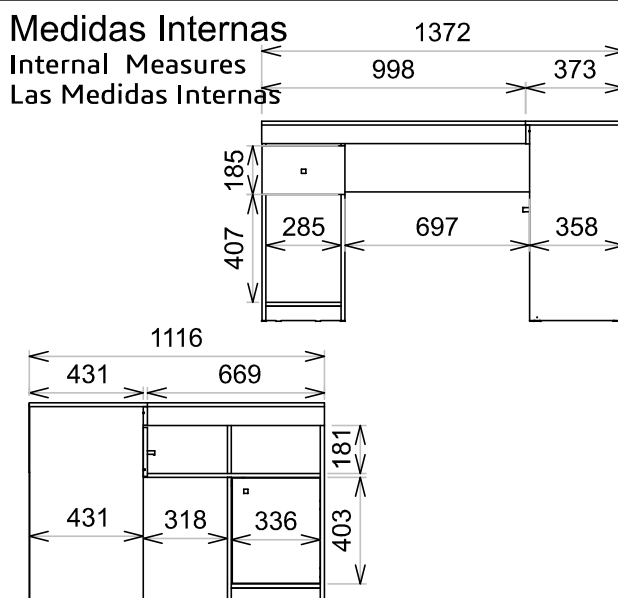 Medidas Internas
Internal Measures
Las Medidas Internas
1372
998 373
185
407
285 697 358
1116
431 669
181
431 318 336
403